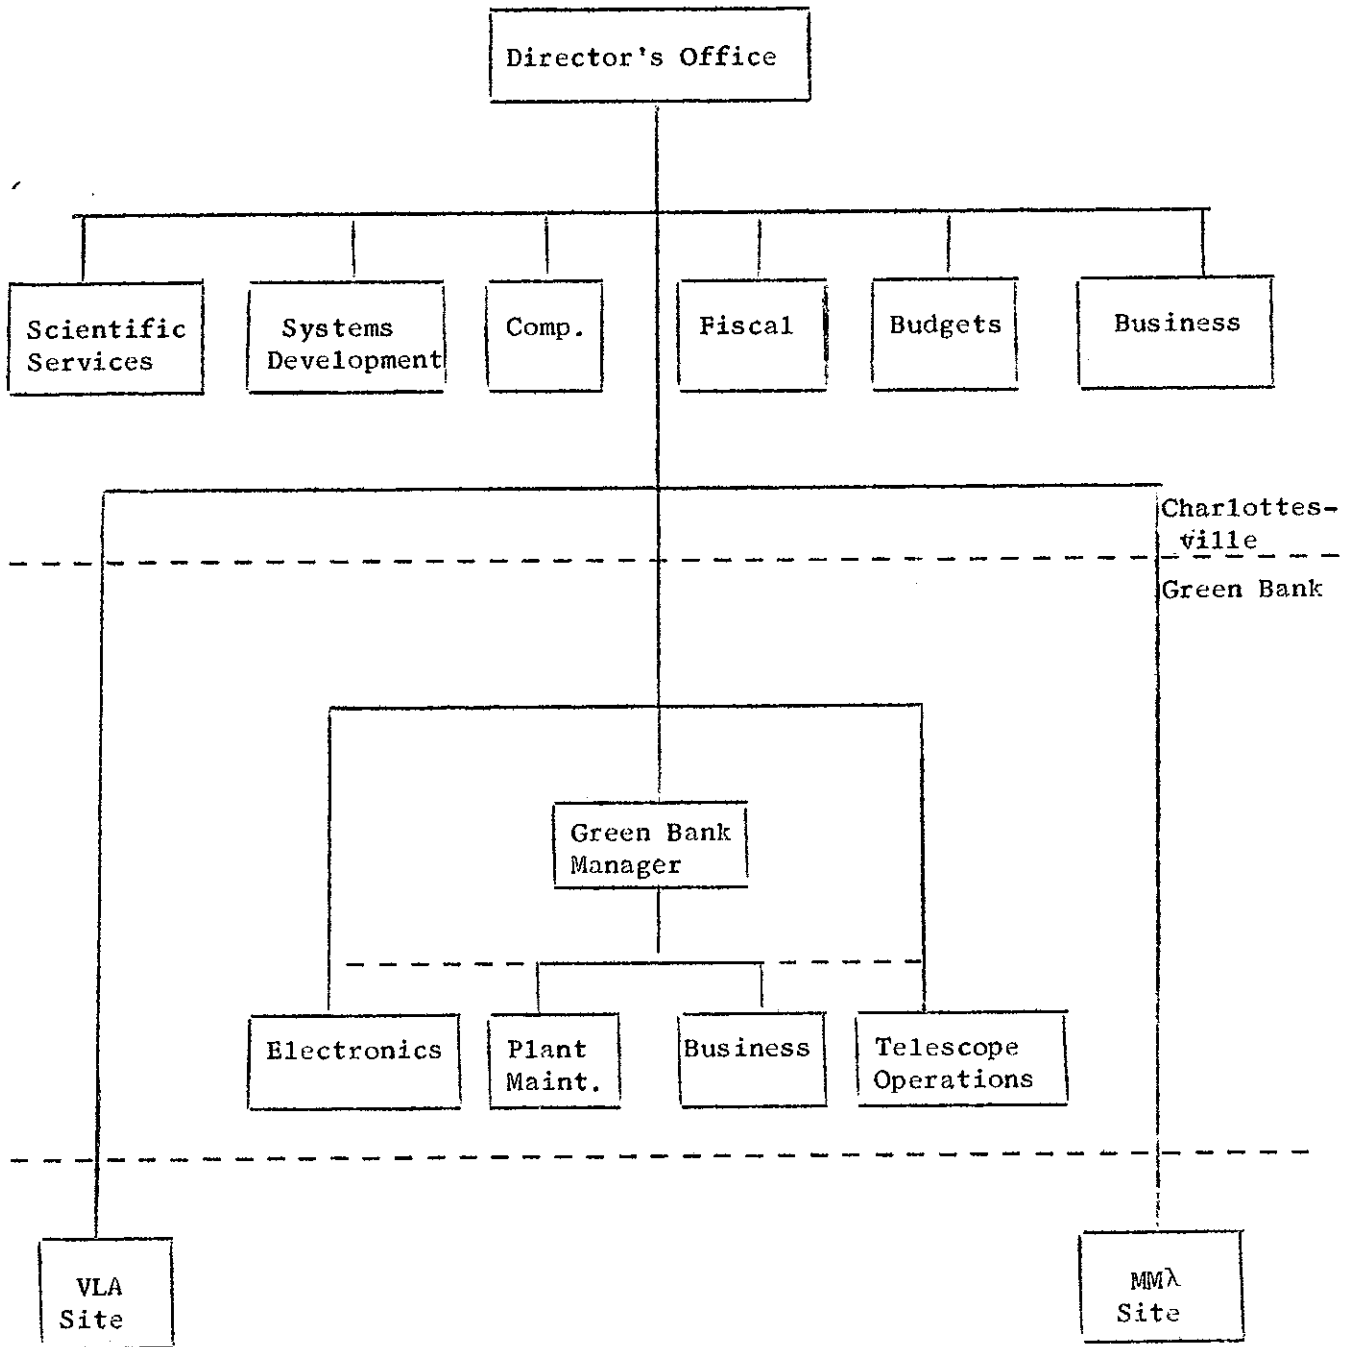 Director's Office
Scientific
Services
Systems
Development
Comp.
Fiscal
Budgets
Business
Charlottes-
ville
Green Bank
Green Bank
Manager
Electronics
Plant
Maint.
Business
Telescope
Operations
VLA
Site
MMλ
Site